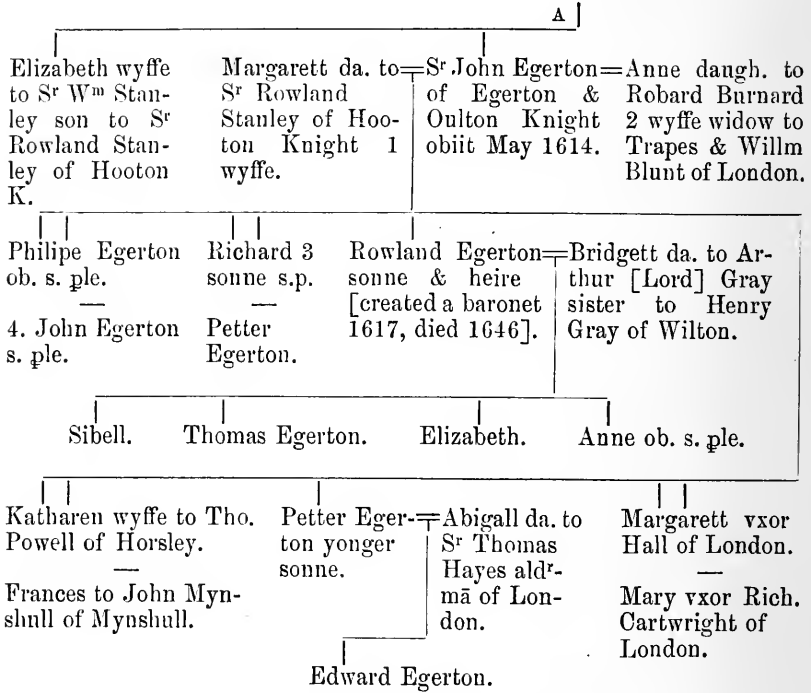 A
Elizabeth wyffe
to Sʳ Wᵐ Stan-
ley son to Sʳ
Rowland Stan-
ley of Hooton
K.
Margarett da. to
Sʳ Rowland
Stanley of Hoo-
ton Knight 1
wyffe.
Sʳ John Egerton
of Egerton &
Oulton Knight
obiit May 1614.
Anne daugh. to
Robard Burnard
2 wyffe widow to
Trapes & Willm
Blunt of London.
Philipe Egerton
ob. s. ꝑle.
—
4. John Egerton
s. ꝑle.
Richard 3
sonne s.p.
—
Petter
Egerton.
Rowland Egerton
sonne & heire
[created a baronet
1617, died 1646].
Bridgett da. to Ar-
thur [Lord] Gray
sister to Henry
Gray of Wilton.
Sibell.
Thomas Egerton.
Elizabeth.
Anne ob. s. ꝑle.
Katharen wyffe to Tho.
Powell of Horsley.
—
Frances to John Myn-
shull of Mynshull.
Petter Eger-
ton yonger
sonne.
Abigall da. to
Sʳ Thomas
Hayes aldʳ-
mā of Lon-
don.
Margarett vxor
Hall of London.
—
Mary vxor Rich.
Cartwright of
London.
Edward Egerton.